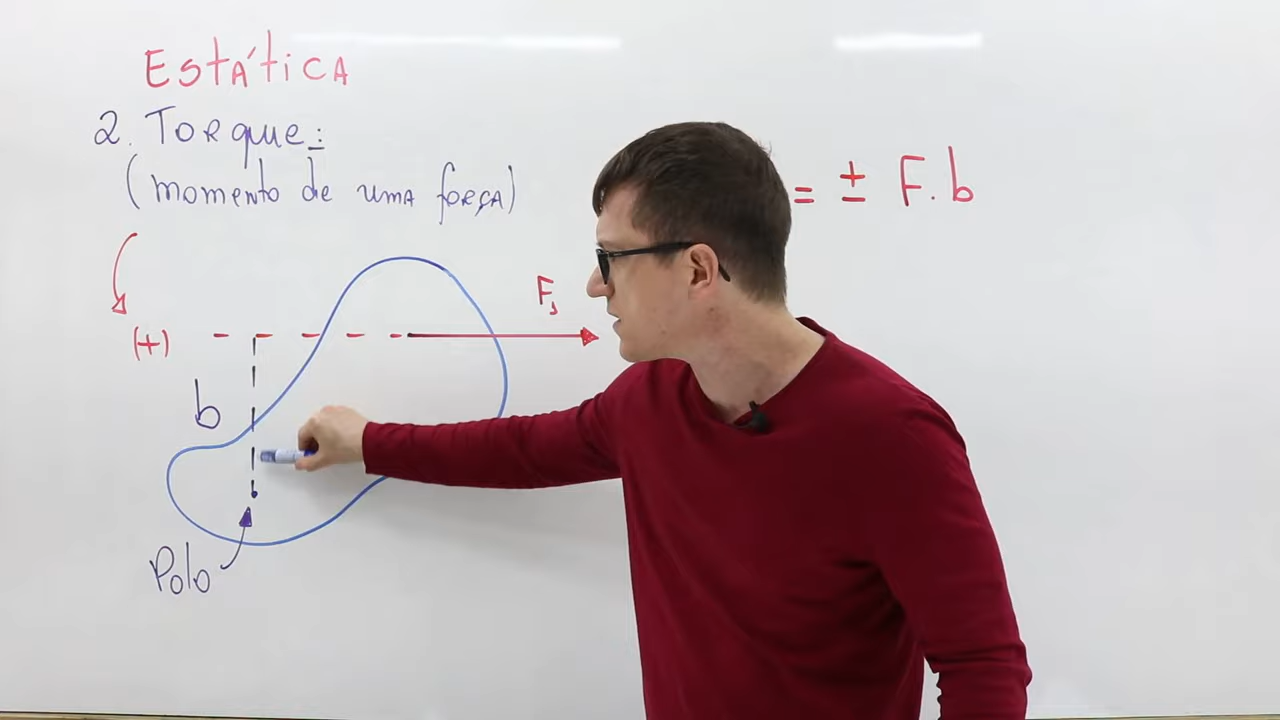 Estática
2. Torque:
(momento de uma força)
= ± F.b
F₁
(+)
b
Polo